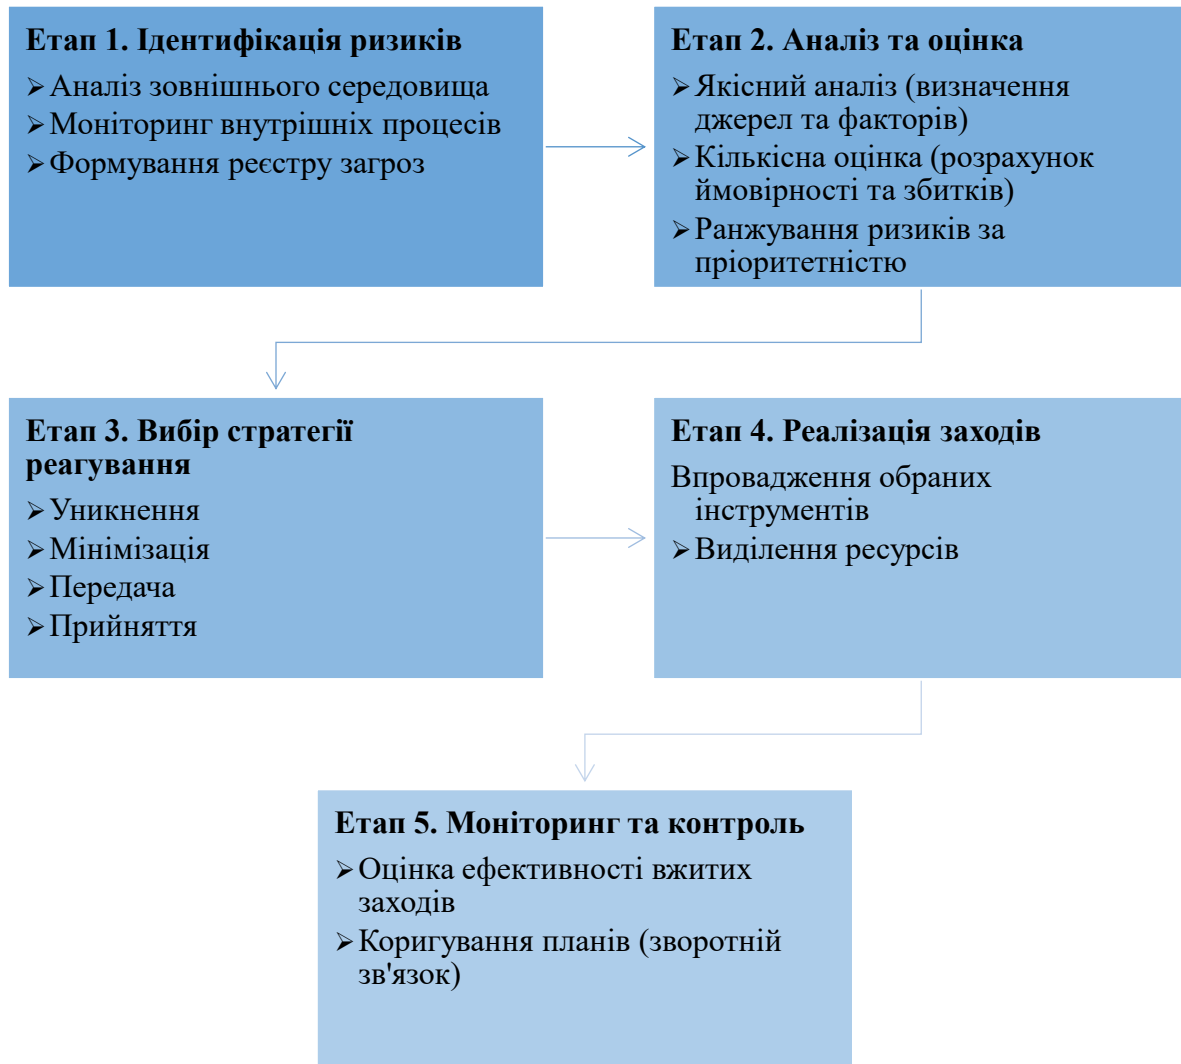 Етап 1. Ідентифікація ризиків
➢Аналіз зовнішнього середовища
➢Моніторинг внутрішніх процесів
➢Формування реєстру загроз
Етап 2. Аналіз та оцінка
➢Якісний аналіз (визначення
джерел та факторів)
➢Кількісна оцінка (розрахунок
ймовірності та збитків)
➢Ранжування ризиків за
пріоритетністю
Етап 3. Вибір стратегії
реагування
➢Уникнення
➢Мінімізація
➢Передача
➢Прийняття
Етап 4. Реалізація заходів
Впровадження обраних
інструментів
➢Виділення ресурсів
Етап 5. Моніторинг та контроль
➢Оцінка ефективності вжитих
заходів
➢Коригування планів (зворотній
зв'язок)